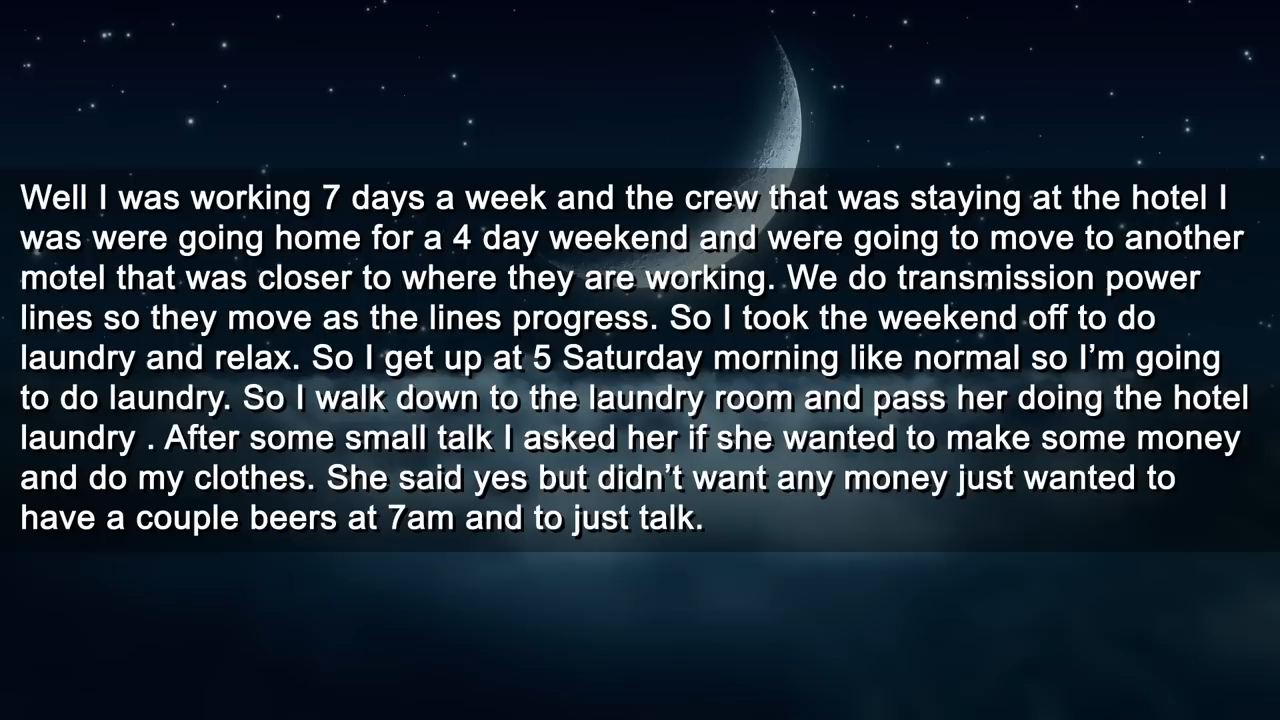 Well I was working 7 days a week and the crew that was staying at the hotel I
was were going home for a 4 day weekend and were going to move to another
motel that was closer to where they are working. We do transmission power
lines so they move as the lines progress. So I took the weekend off to do
laundry and relax. So I get up at 5 Saturday morning like normal so I’m going
to do laundry. So I walk down to the laundry room and pass her doing the hotel
laundry . After some small talk I asked her if she wanted to make some money
and do my clothes. She said yes but didn’t want any money just wanted to
have a couple beers at 7am and to just talk.